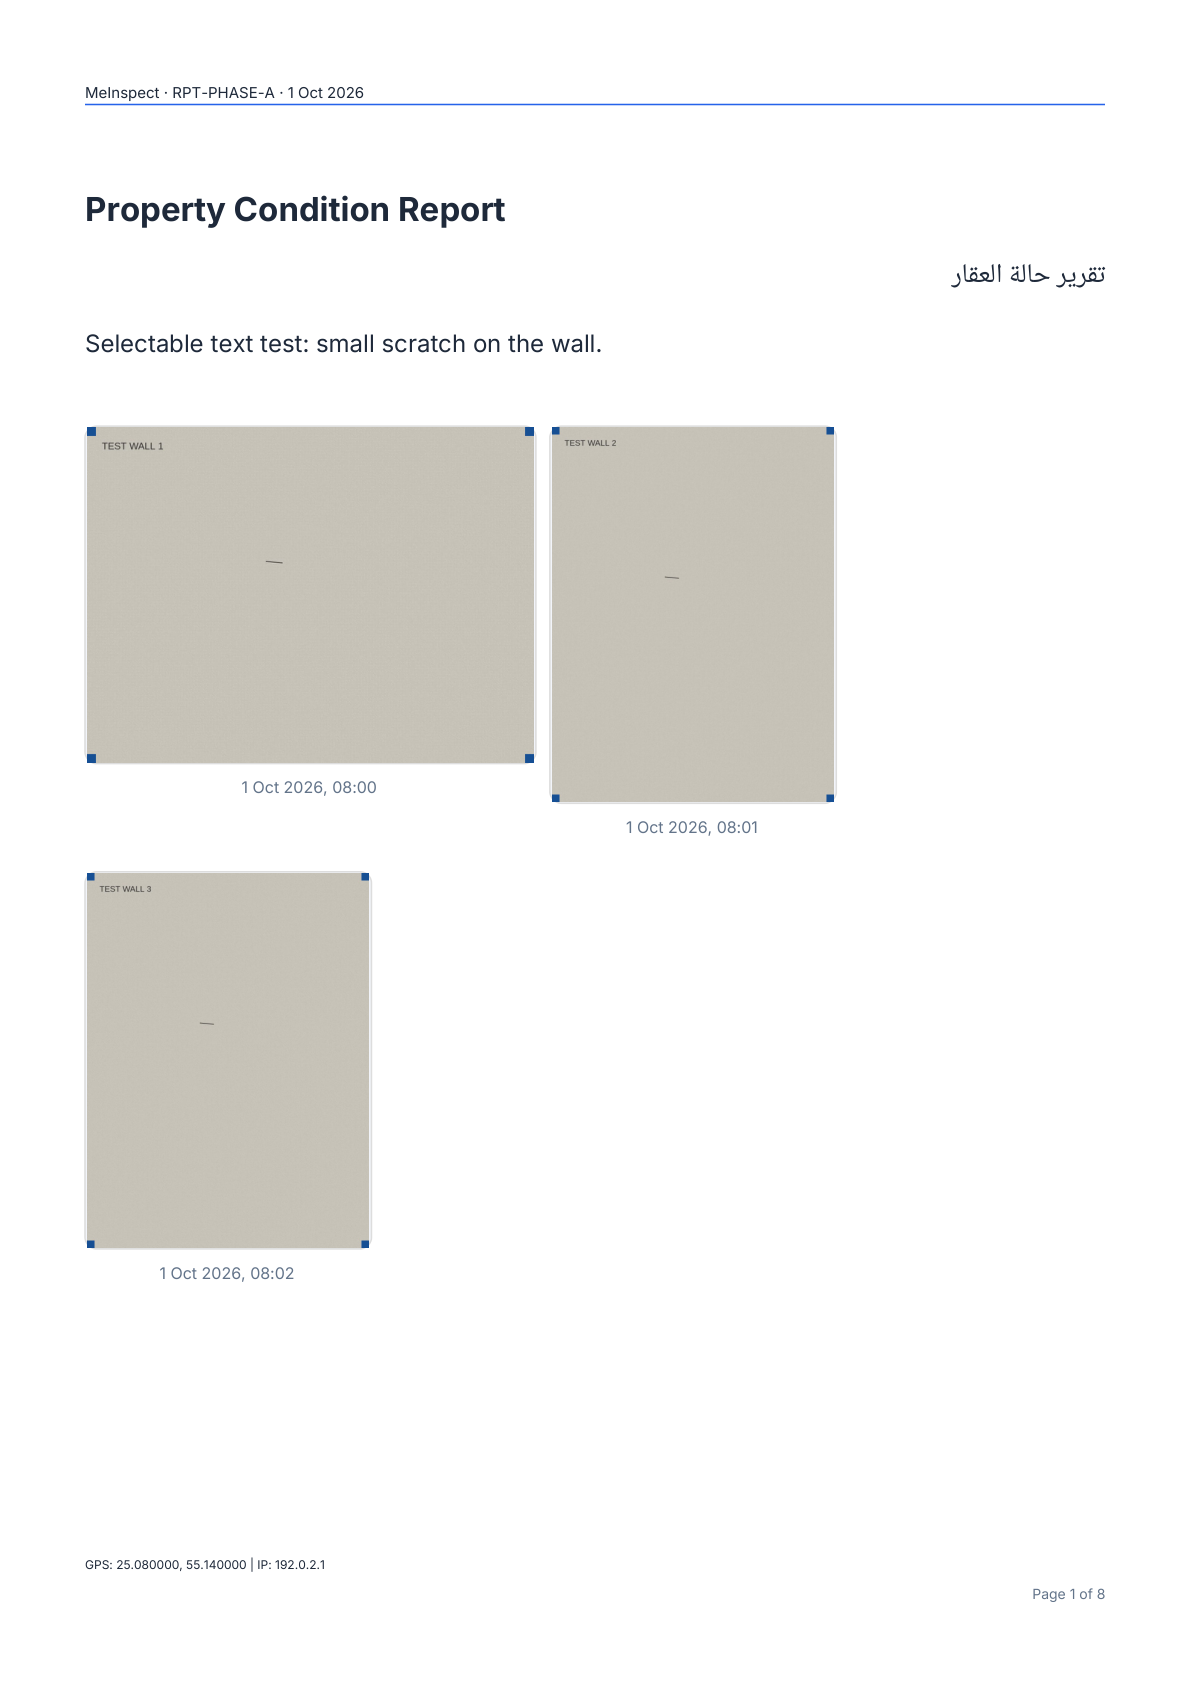 MeInspect · RPT-PHASE-A · 1 Oct 2026
Property Condition Report
تقرير حالة العقار
Selectable text test: small scratch on the wall.
TEST WALL 1
TEST WALL 2
1 Oct 2026, 08:00
1 Oct 2026, 08:01
TEST WALL 3
1 Oct 2026, 08:02
GPS: 25.080000, 55.140000 | IP: 192.0.2.1
Page 1 of 8